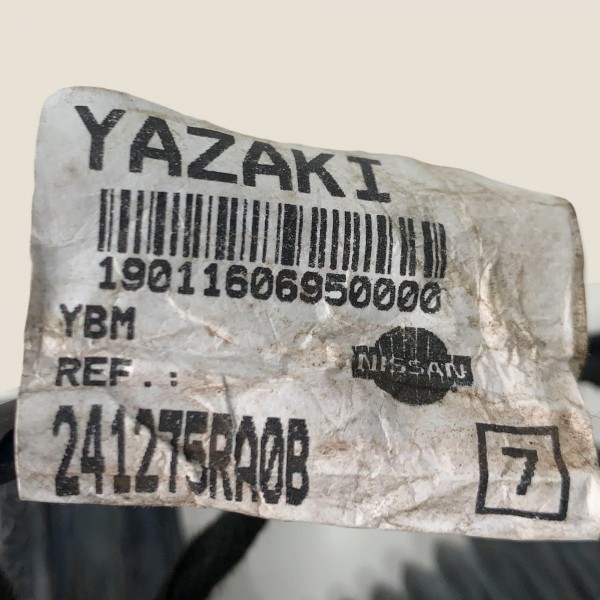 YAZAKI
19011606950000
YBM
NISSAN
REF.:
241275RA0B
7